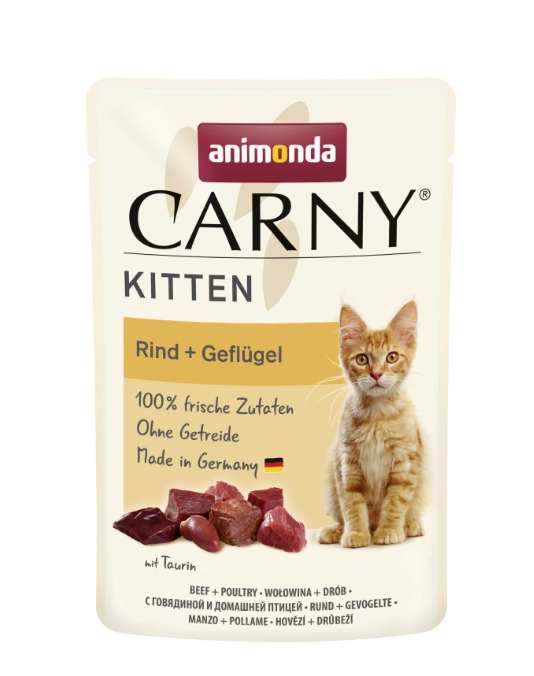 animonda
CARNY®
KITTEN
Rind + Geflügel
100% frische Zutaten
Ohne Getreide
Made in Germany
mit Taurin
BEEF + POULTRY · WOŁOWINA + DRÓB ·
С ГОВЯДИНОЙ И ДОМАШНЕЙ ПТИЦЕЙ · RUND + GEVOGELTE ·
MANZO + POLLAME · HOVĚZÍ + DRŮBEŽÍ